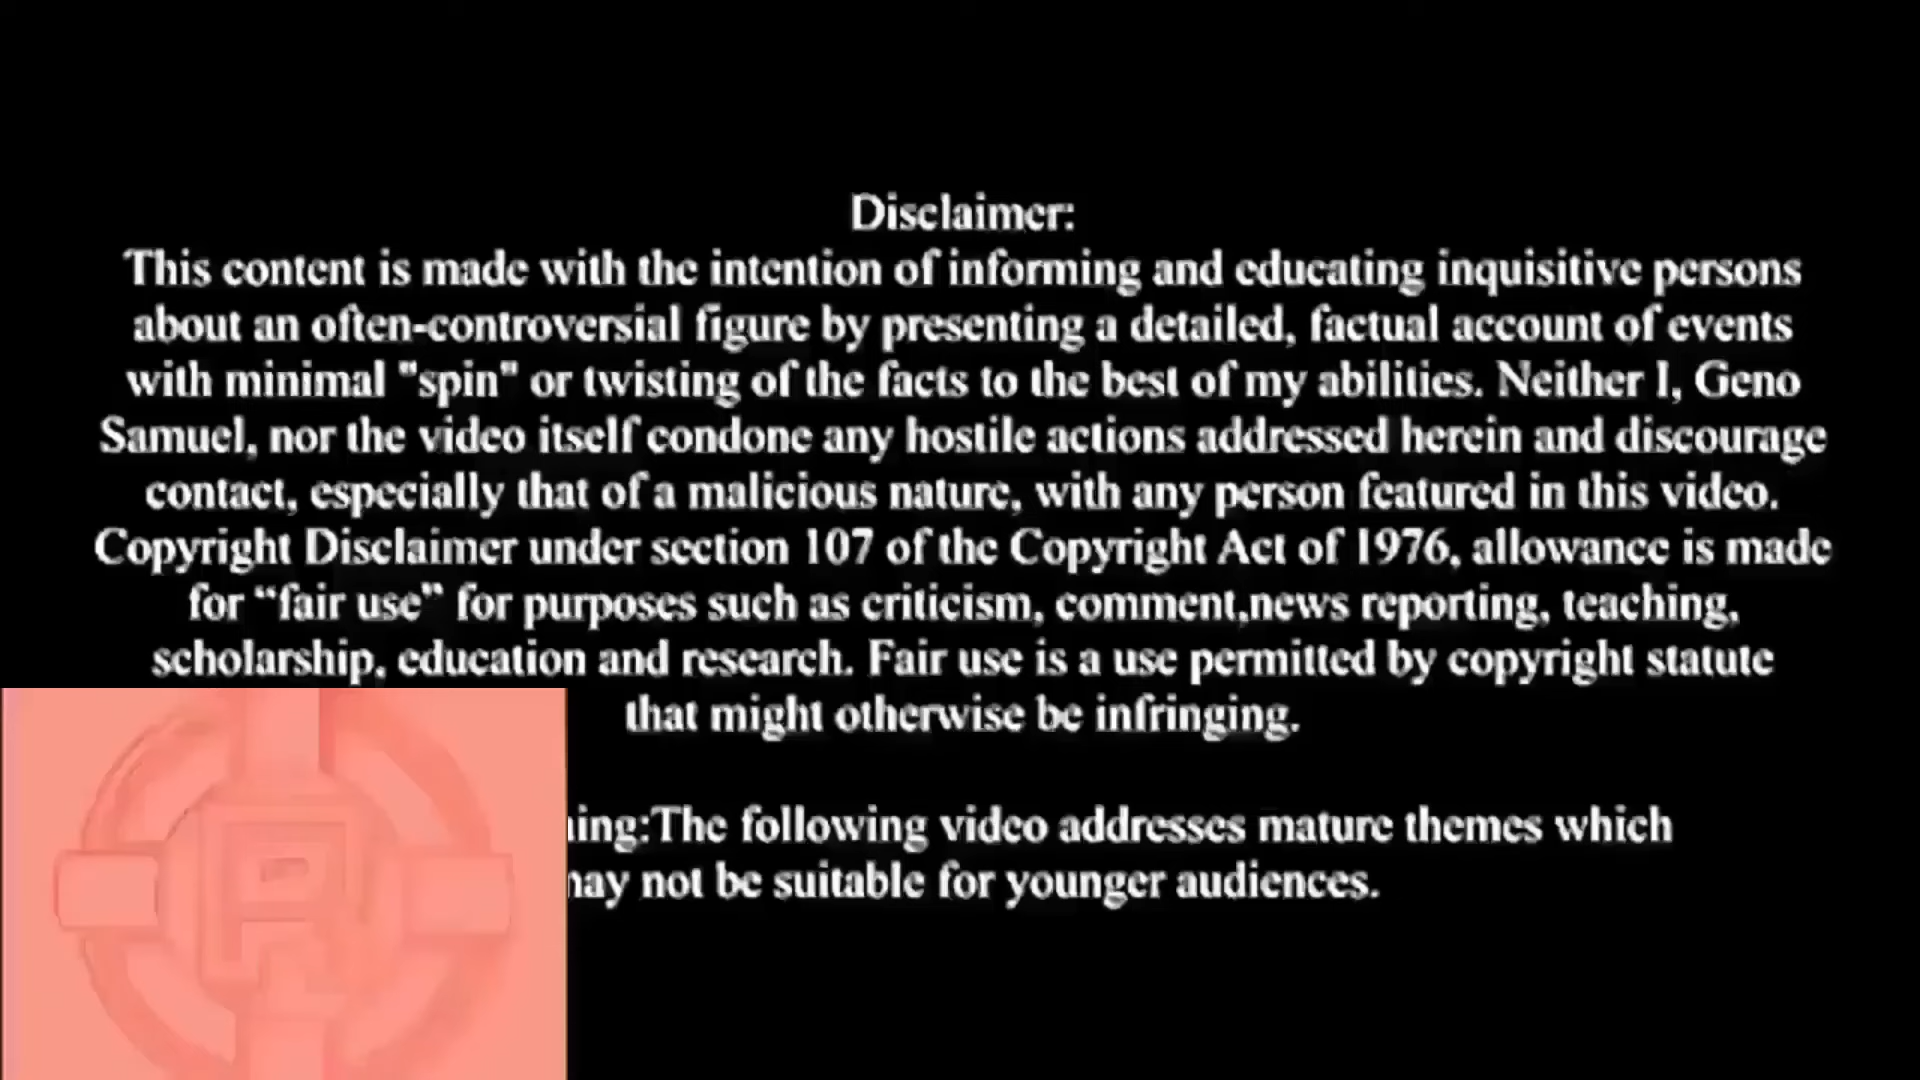 Disclaimer:
This content is made with the intention of informing and educating inquisitive persons
about an often-controversial figure by presenting a detailed, factual account of events
with minimal "spin" or twisting of the facts to the best of my abilities. Neither I, Geno
Samuel, nor the video itself condone any hostile actions addressed herein and discourage
contact, especially that of a malicious nature, with any person featured in this video.
Copyright Disclaimer under section 107 of the Copyright Act of 1976, allowance is made
for “fair use” for purposes such as criticism, comment,news reporting, teaching,
scholarship, education and research. Fair use is a use permitted by copyright statute
that might otherwise be infringing.
ing:The following video addresses mature themes which
may not be suitable for younger audiences.
R